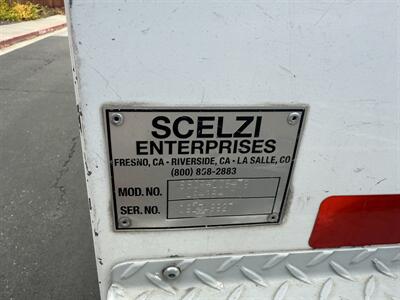 SCELZI
ENTERPRISES
FRESNO, CA - RIVERSIDE, CA - LA SALLE, CO
(800) 858-2883
MOD. NO.
SER. NO.